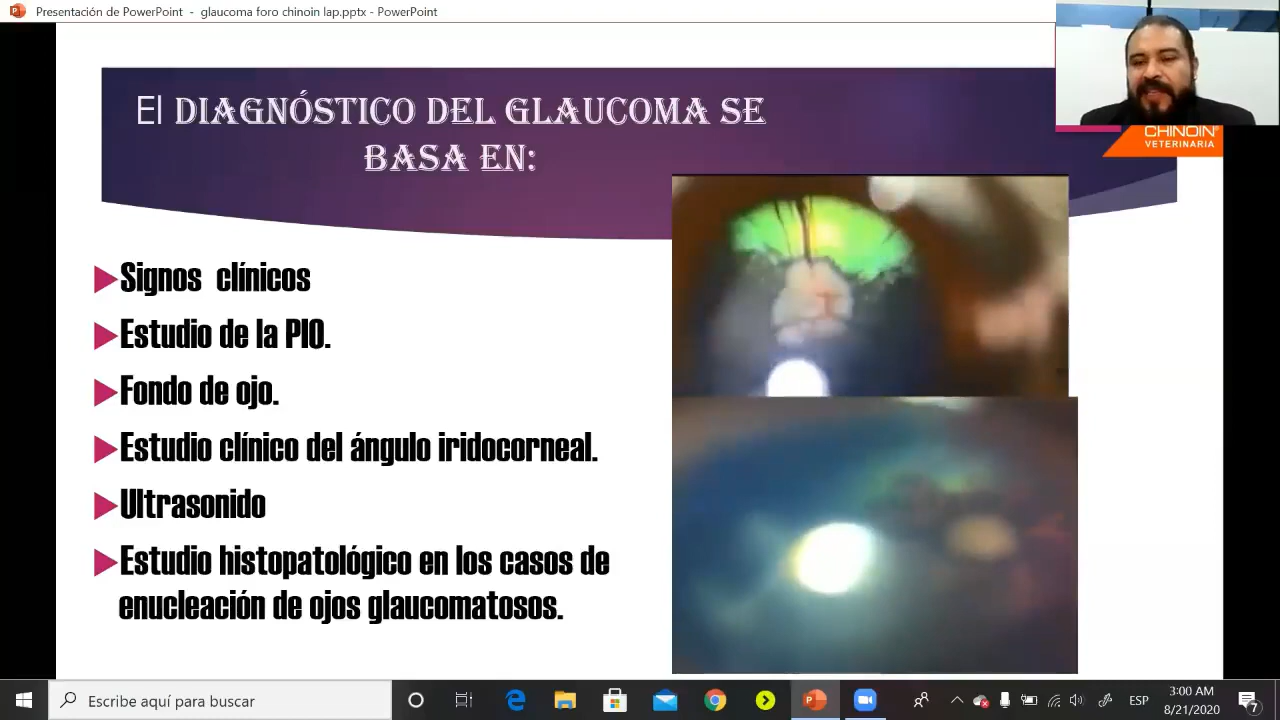 Presentación de PowerPoint - glaucoma foro chinoin lap.pptx - PowerPoint
CHINOIN®
VETERINARIA
El DIAGNÓSTICO DEL GLAUCOMA SE
BASA EN:
Signos clínicos
Estudio de la PIO.
Fondo de ojo.
Estudio clínico del ángulo iridocorneal.
Ultrasonido
Estudio histopatológico en los casos de
enucleación de ojos glaucomatosos.
Escribe aquí para buscar
ESP
3:00 AM
8/21/2020
7